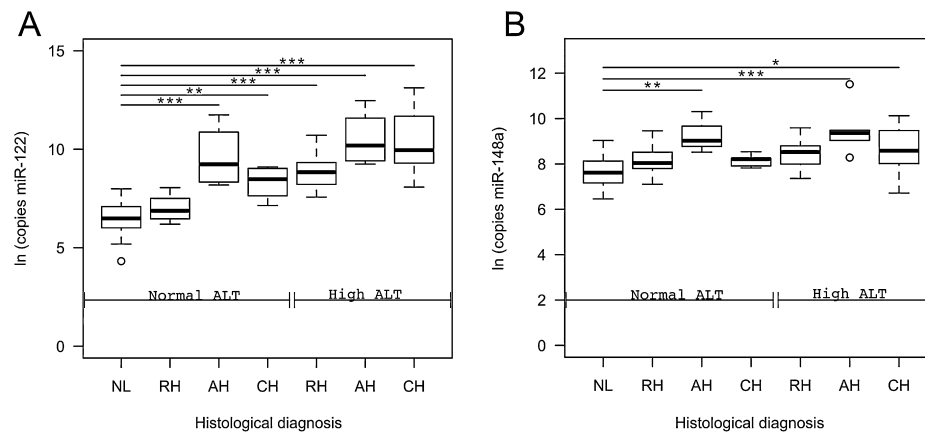 A
B
15
10
5
0
ln (copies miR-122)
***
***
***
**
***
Normal ALT
High ALT
NL RH AH CH RH AH CH
Histological diagnosis
12
10
8
6
4
2
0
ln (copies miR-148a)
*
***
**
Normal ALT
High ALT
NL RH AH CH RH AH CH
Histological diagnosis